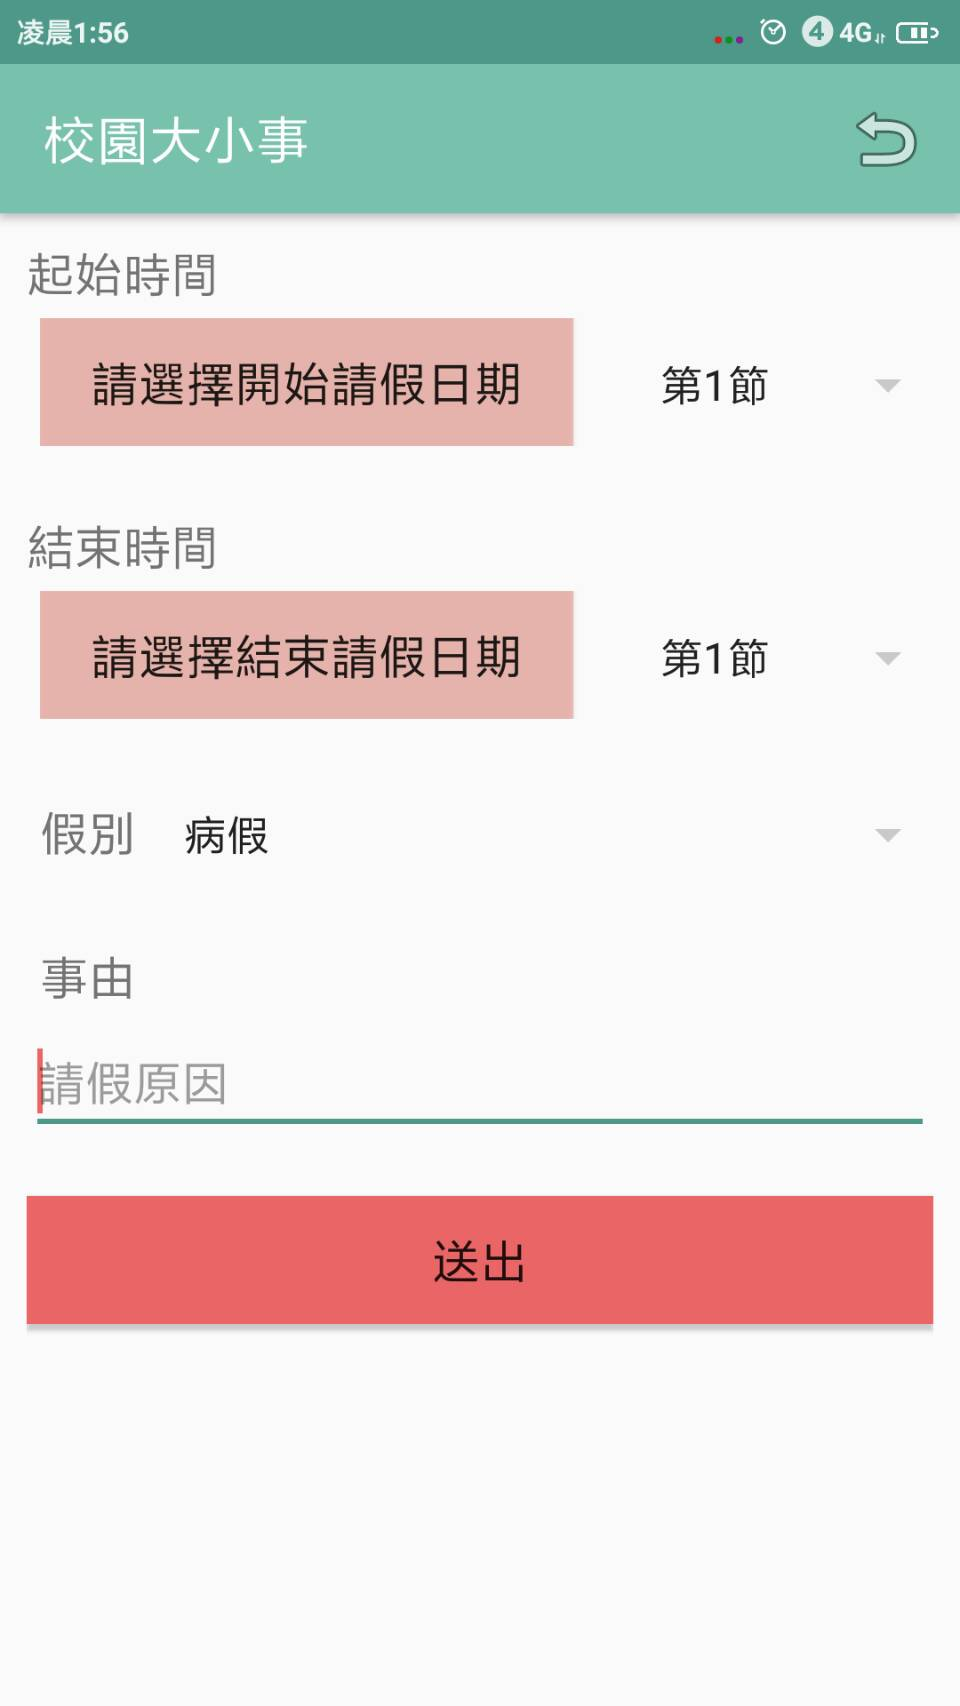 凌晨1:56
4
4G
校園大小事
起始時間
請選擇開始請假日期
第1節
結束時間
請選擇結束請假日期
第1節
假別 病假
事由
請假原因
送出